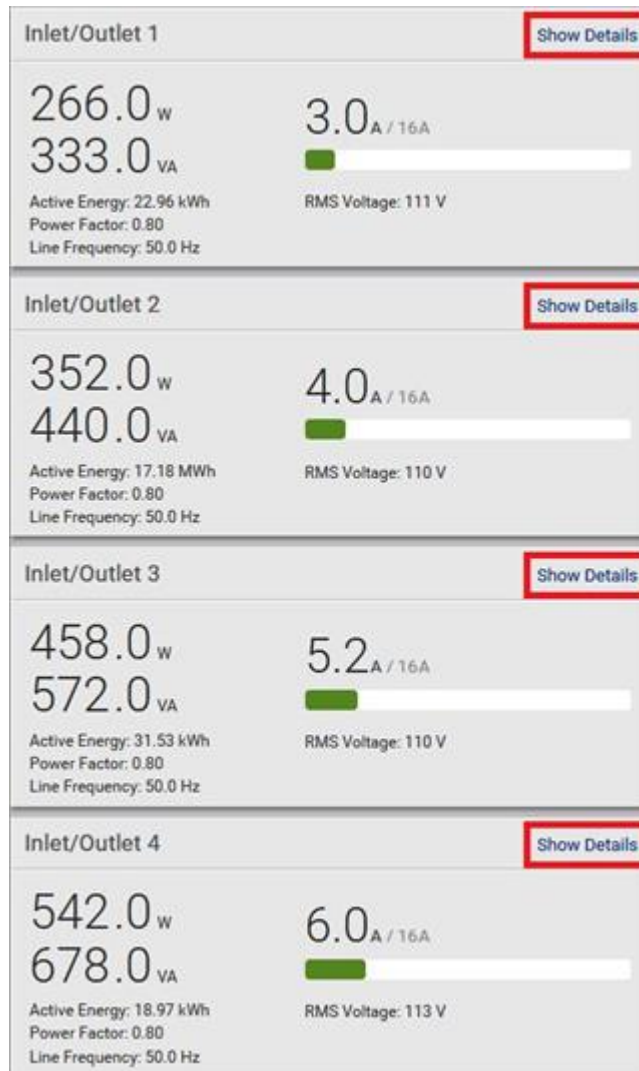 Inlet/Outlet 1 Show Details
266.0 W
333.0 VA
3.0 A / 16A
Active Energy: 22.96 kWh
Power Factor: 0.80
Line Frequency: 50.0 Hz
RMS Voltage: 111 V
Inlet/Outlet 2 Show Details
352.0 W
440.0 VA
4.0 A / 16A
Active Energy: 17.18 MWh
Power Factor: 0.80
Line Frequency: 50.0 Hz
RMS Voltage: 110 V
Inlet/Outlet 3 Show Details
458.0 W
572.0 VA
5.2 A / 16A
Active Energy: 31.53 kWh
Power Factor: 0.80
Line Frequency: 50.0 Hz
RMS Voltage: 110 V
Inlet/Outlet 4 Show Details
542.0 W
678.0 VA
6.0 A / 16A
Active Energy: 18.97 kWh
Power Factor: 0.80
Line Frequency: 50.0 Hz
RMS Voltage: 113 V